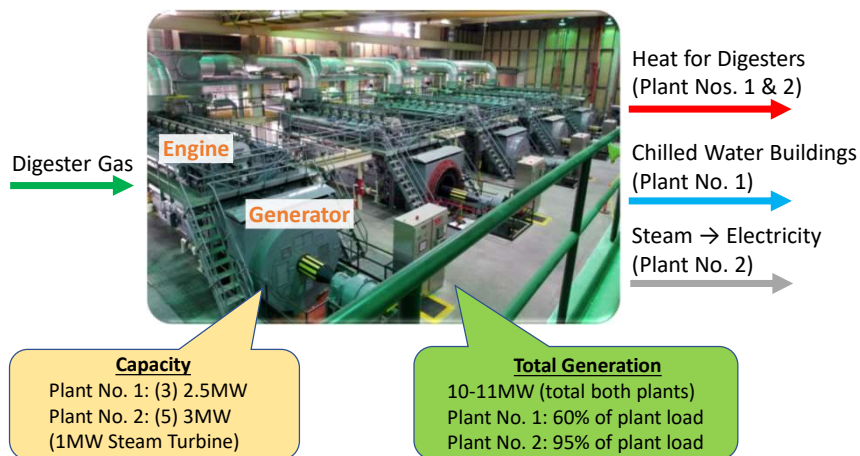 Digester Gas
Engine
Generator
Heat for Digesters
(Plant Nos. 1 & 2)
Chilled Water Buildings
(Plant No. 1)
Steam → Electricity
(Plant No. 2)
Capacity
Plant No. 1: (3) 2.5MW
Plant No. 2: (5) 3MW
(1MW Steam Turbine)
Total Generation
10-11MW (total both plants)
Plant No. 1: 60% of plant load
Plant No. 2: 95% of plant load